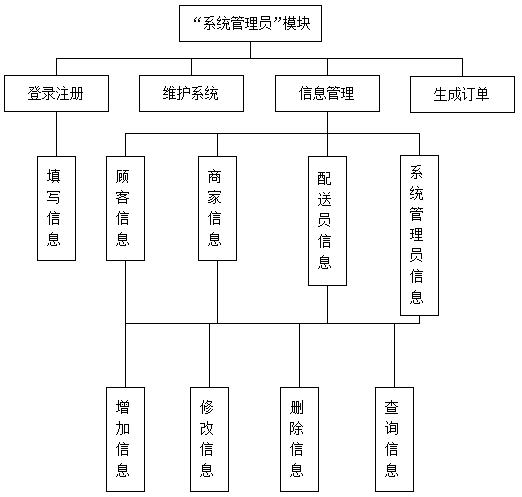 “系统管理员”模块
登录注册
维护系统
信息管理
生成订单
填写信息
顾客信息
商家信息
配送员信息
系统管理员信息
增加信息
修改信息
删除信息
查询信息